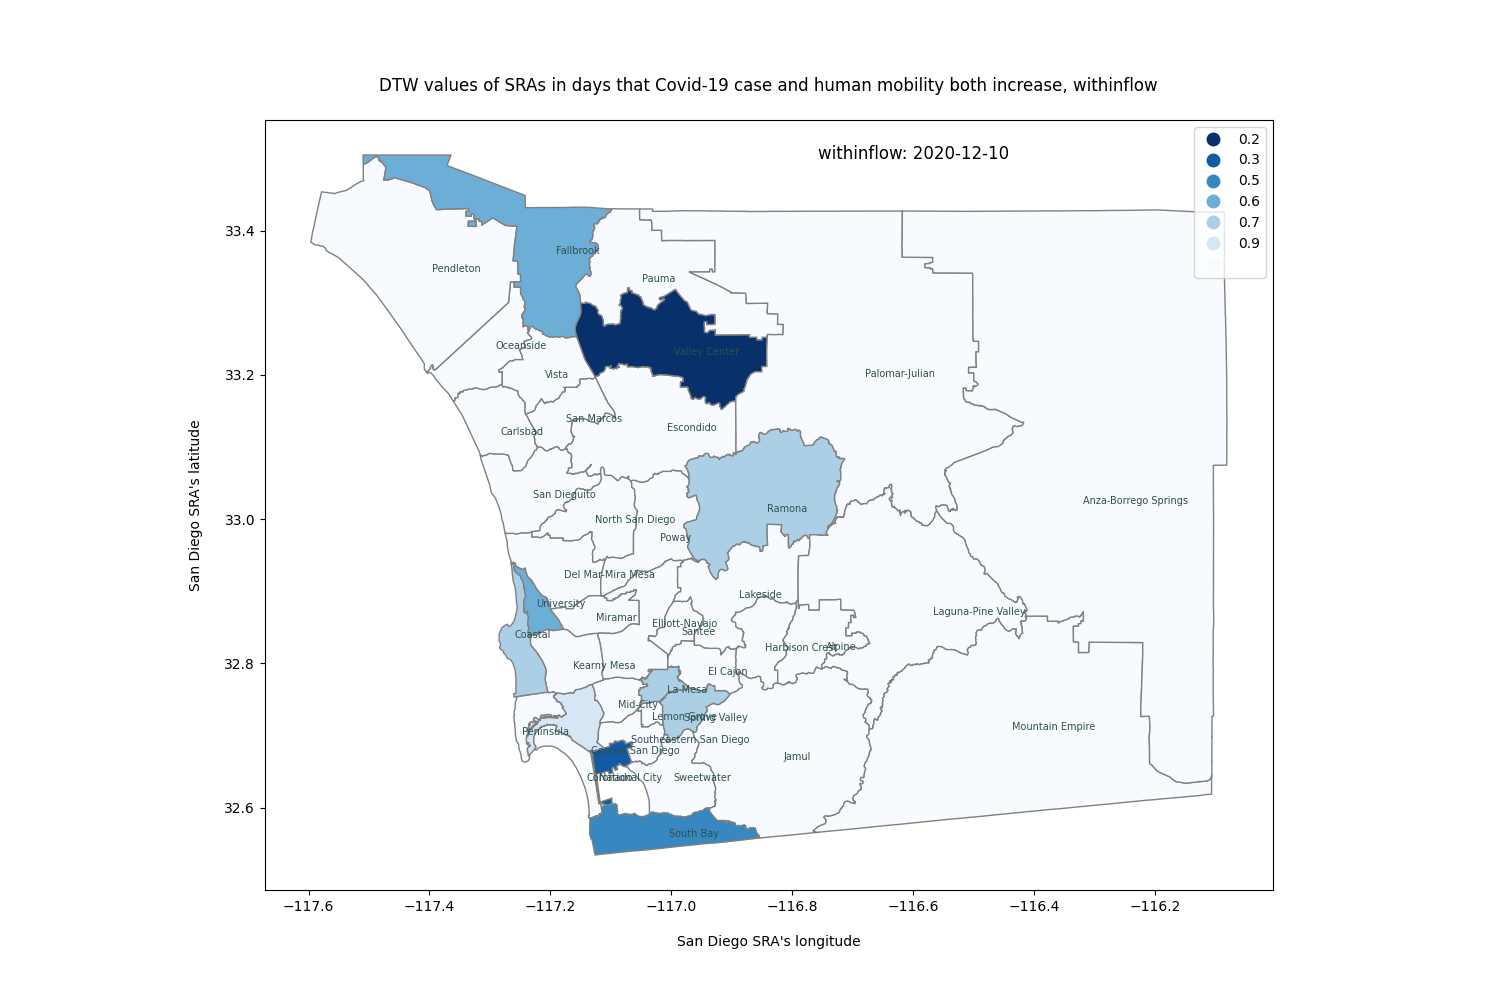 DTW values of SRAs in days that Covid-19 case and human mobility both increase, withinflow
withinflow: 2020-12-10
0.2
0.3
0.5
0.6
0.7
0.9
33.4
33.2
33.0
32.8
32.6
San Diego SRA's latitude
Fallbrook
Pendleton
Pauma
Oceanside
Valley Center
Vista
Palomar-Julian
San Marcos
Escondido
Carlsbad
San Dieguito
Anza-Borrego Springs
Ramona
North San Diego
Poway
Del Mar-Mira Mesa
Lakeside
University
Laguna-Pine Valley
Miramar
Elliott-Navajo
Santee
Coastal
Harbison Crest
Alpine
Kearny Mesa
El Cajon
La Mesa
Mid-City
Lemon Grove
Spring Valley
Mountain Empire
Peninsula
Southeastern San Diego
Central San Diego
Jamul
Coronado
National City
Sweetwater
South Bay
−117.6
−117.4
−117.2
−117.0
−116.8
−116.6
−116.4
−116.2
San Diego SRA's longitude